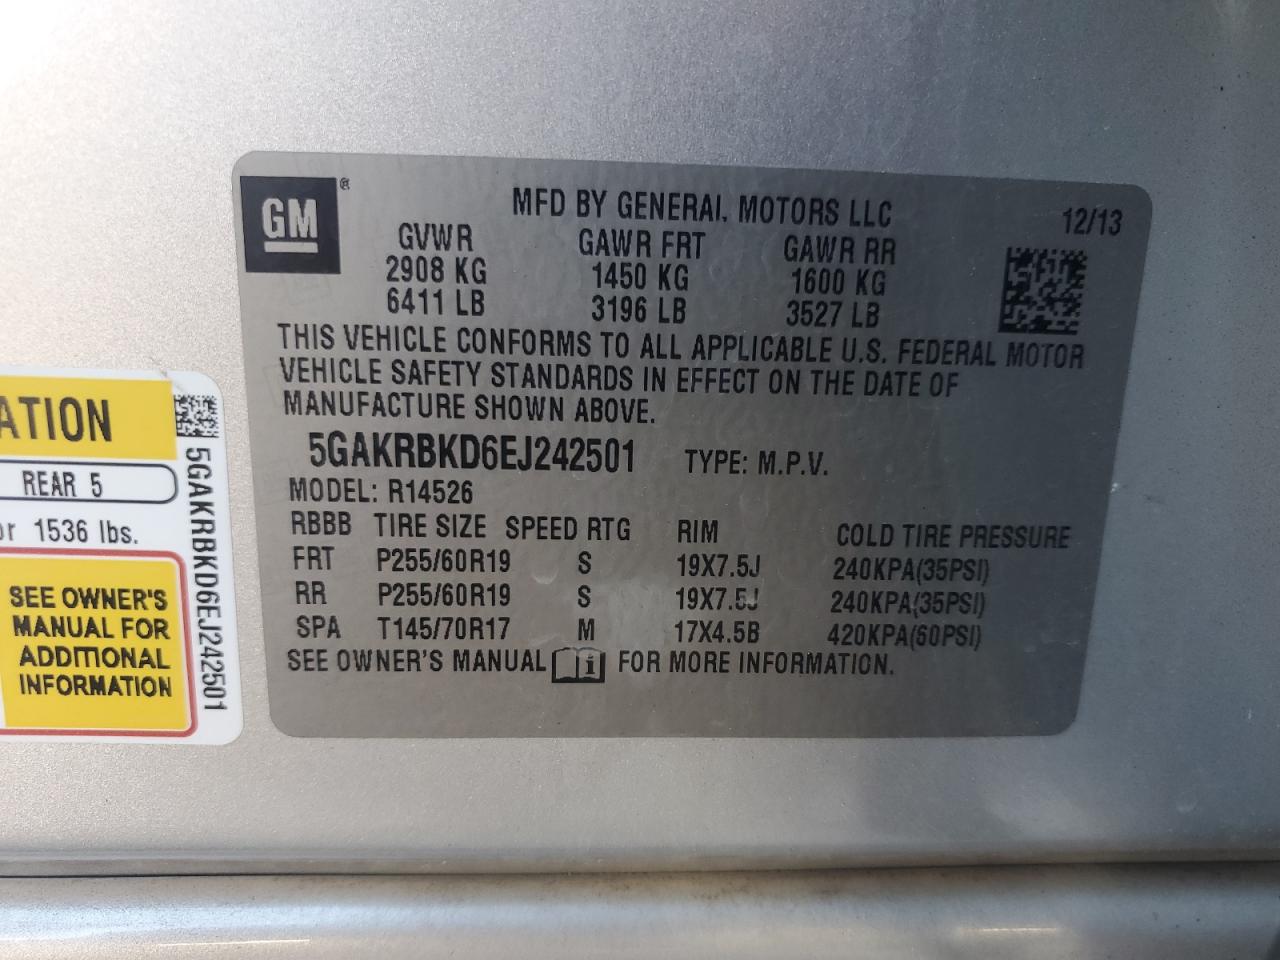 GM ®
MFD BY GENERAL MOTORS LLC
12/13
GVWR GAWR FRT GAWR RR
2908 KG 1450 KG 1600 KG
6411 LB 3196 LB 3527 LB
THIS VEHICLE CONFORMS TO ALL APPLICABLE U.S. FEDERAL MOTOR
VEHICLE SAFETY STANDARDS IN EFFECT ON THE DATE OF
MANUFACTURE SHOWN ABOVE.
5GAKRBKD6EJ242501 TYPE: M.P.V.
MODEL: R14526
RBBB TIRE SIZE SPEED RTG RIM COLD TIRE PRESSURE
FRT P255/60R19 S 19X7.5J 240KPA(35PSI)
RR P255/60R19 S 19X7.5J 240KPA(35PSI)
SPA T145/70R17 M 17X4.5B 420KPA(60PSI)
SEE OWNER'S MANUAL i FOR MORE INFORMATION.
ATION
REAR 5
or 1536 lbs.
SEE OWNER'S
MANUAL FOR
ADDITIONAL
INFORMATION
5GAKRBKD6EJ242501